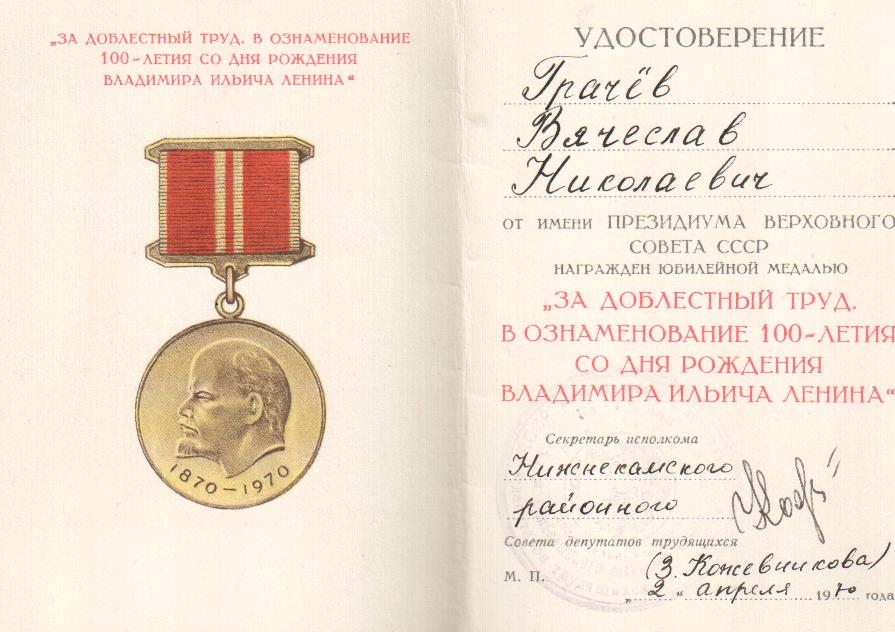 „ЗА ДОБЛЕСТНЫЙ ТРУД. В ОЗНАМЕНОВАНИЕ
100-ЛЕТИЯ СО ДНЯ РОЖДЕНИЯ
ВЛАДИМИРА ИЛЬИЧА ЛЕНИНА“
1870–1970
УДОСТОВЕРЕНИЕ
Грачёв
Вячеслав
Николаевич
ОТ ИМЕНИ ПРЕЗИДИУМА ВЕРХОВНОГО
СОВЕТА СССР
НАГРАЖДЕН ЮБИЛЕЙНОЙ МЕДАЛЬЮ
„ЗА ДОБЛЕСТНЫЙ ТРУД.
В ОЗНАМЕНОВАНИЕ 100-ЛЕТИЯ
СО ДНЯ РОЖДЕНИЯ
ВЛАДИМИРА ИЛЬИЧА ЛЕНИНА“
Секретарь исполкома
Нижнекамского
районного
Совета депутатов трудящихся
(З. Кожевникова)
М. П. „2“ апреля 1970 года